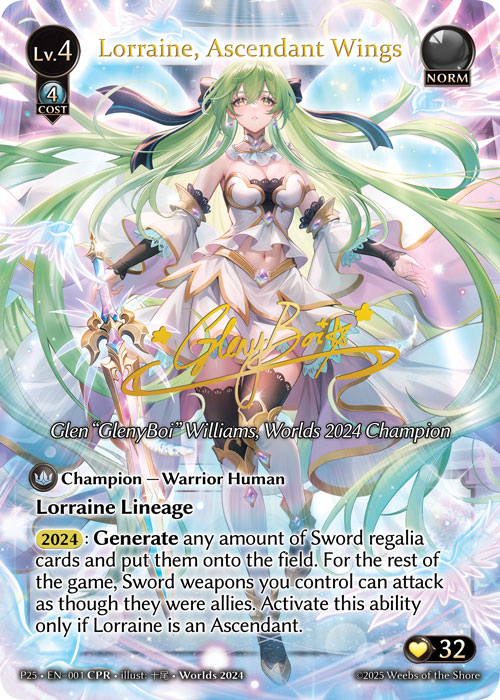 Lv.4
Lorraine, Ascendant Wings
NORM
4
COST
GlenyBoi
Glen “GlenyBoi” Williams, Worlds 2024 Champion
Champion — Warrior Human
Lorraine Lineage
2024 : Generate any amount of Sword regalia
cards and put them onto the field. For the rest of
the game, Sword weapons you control can attack
as though they were allies. Activate this ability
only if Lorraine is an Ascendant.
32
P25 • EN-001 CPR • illust: 十尾 • Worlds 2024
©2025 Weebs of the Shore